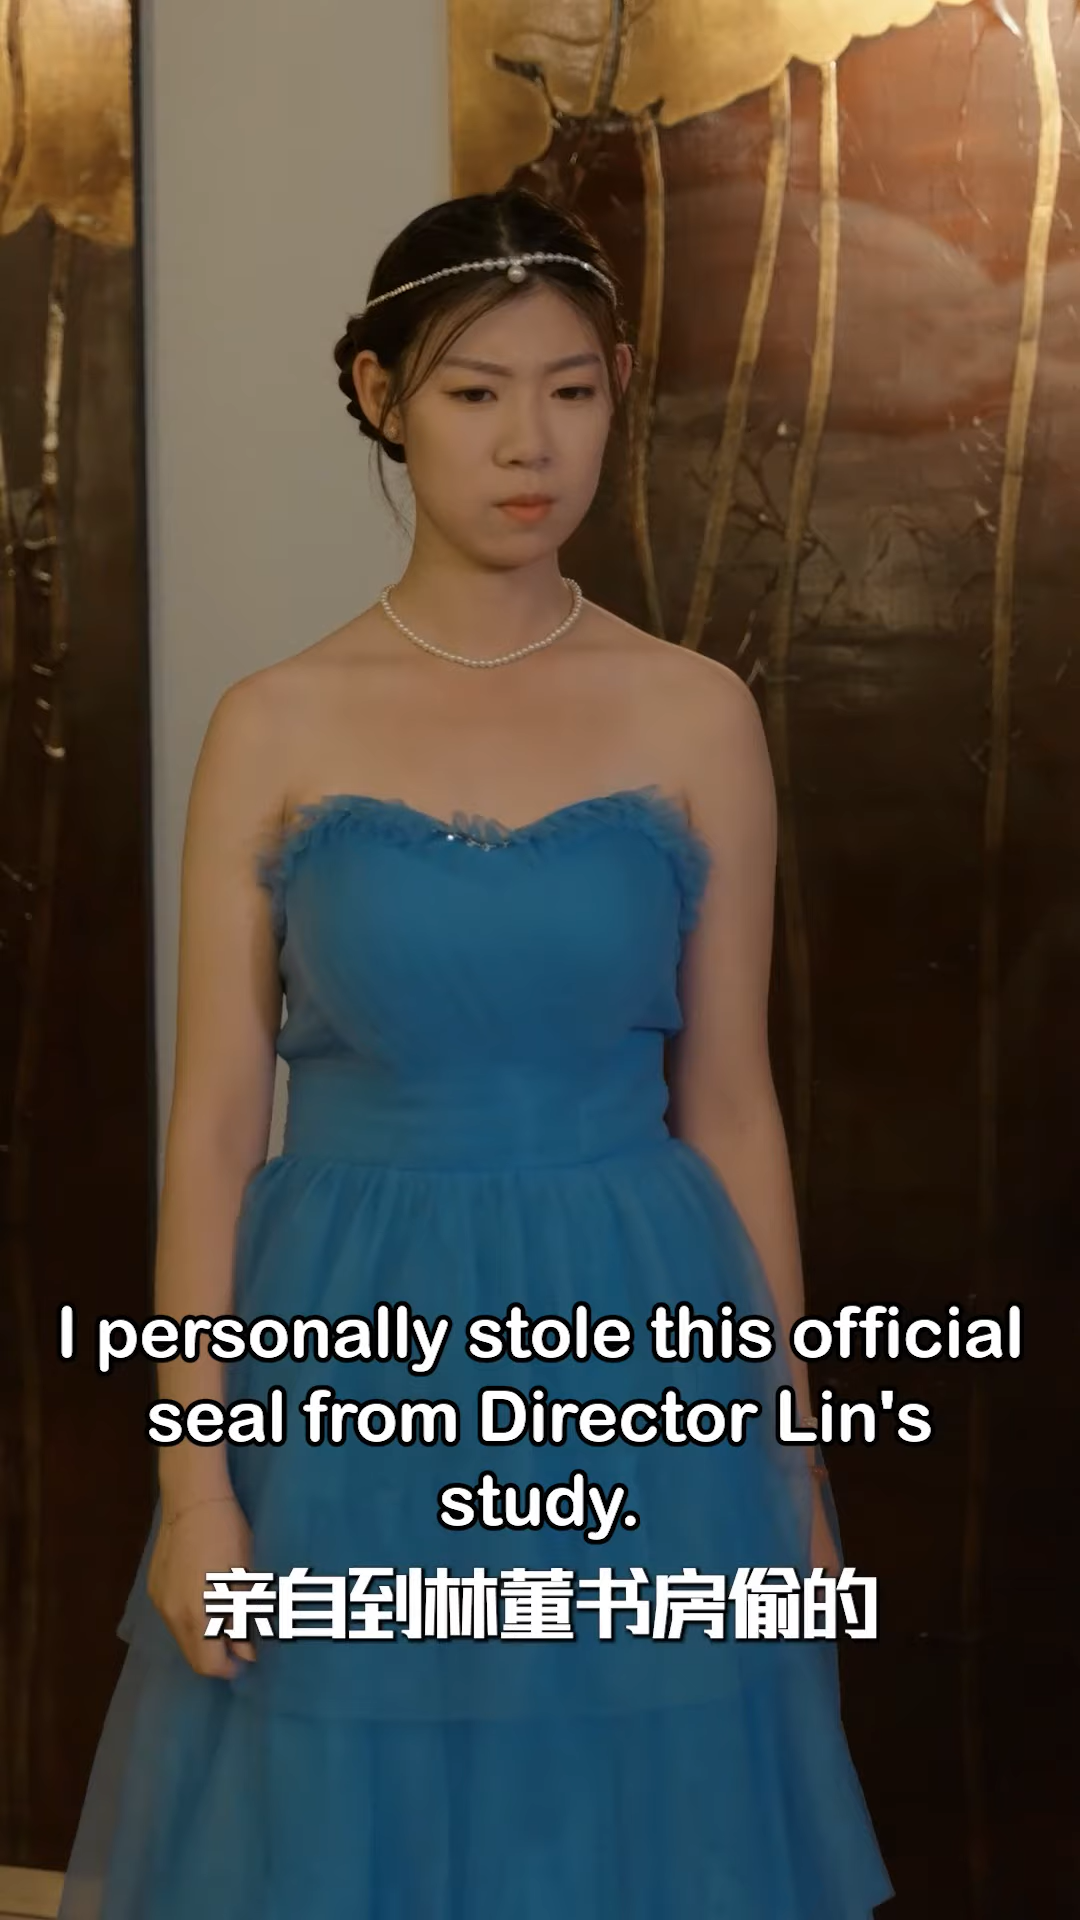 I personally stole this official
seal from Director Lin's
study.
亲自到林董书房偷的